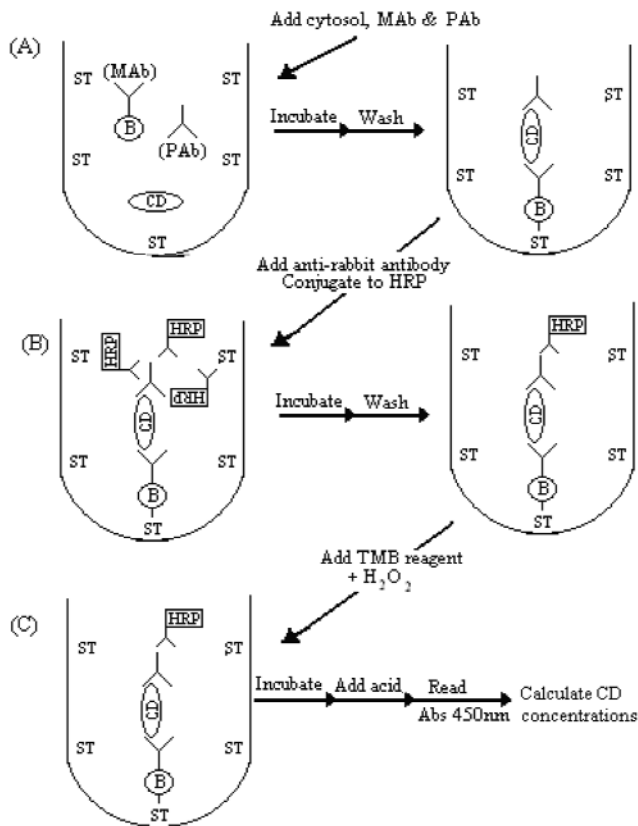 Add cytosol, MAb & PAb
(A)
ST (MAb) ST
B
(PAb)
ST ST
CD
ST
Incubate Wash
ST ST
CD
ST ST
B
ST
Add anti-rabbit antibody
Conjugate to HRP
(B)
HRP HRP
ST ST
HRP
CD
ST ST
B
ST
Incubate Wash
HRP
ST ST
CD
ST ST
B
ST
Add TMB reagent
+ H₂O₂
(C)
HRP
ST ST
CD
ST ST
B
ST
Incubate Add acid Read
Abs 450nm
Calculate CD
concentrations